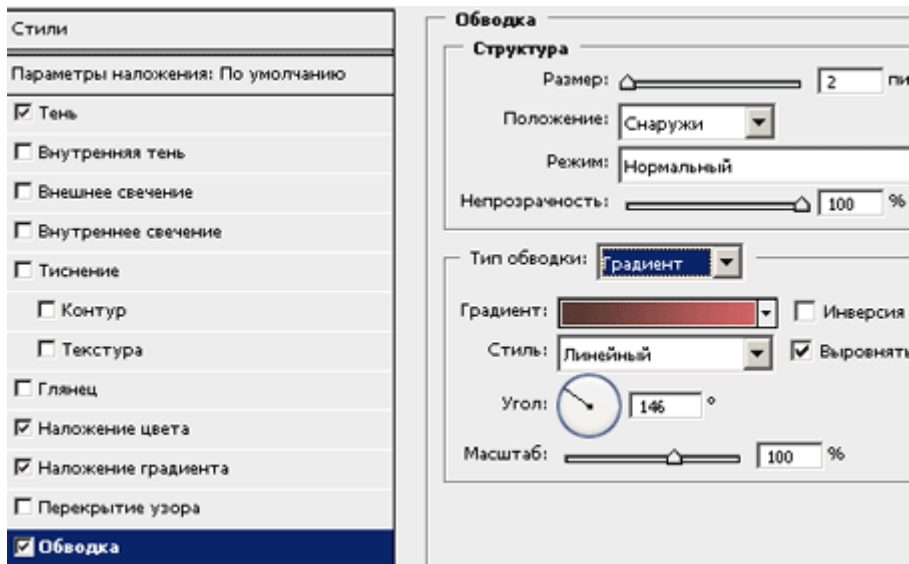 Стили
Параметры наложения: По умолчанию
Тень
Внутренняя тень
Внешнее свечение
Внутреннее свечение
Тиснение
Контур
Текстура
Глянец
Наложение цвета
Наложение градиента
Перекрытие узора
Обводка
Обводка
Структура
Размер: 2 пи
Положение: Снаружи
Режим: Нормальный
Непрозрачность: 100 %
Тип обводки: Градиент
Градиент: Инверсия
Стиль: Линейный Выровнять
Угол: 146 °
Масштаб: 100 %